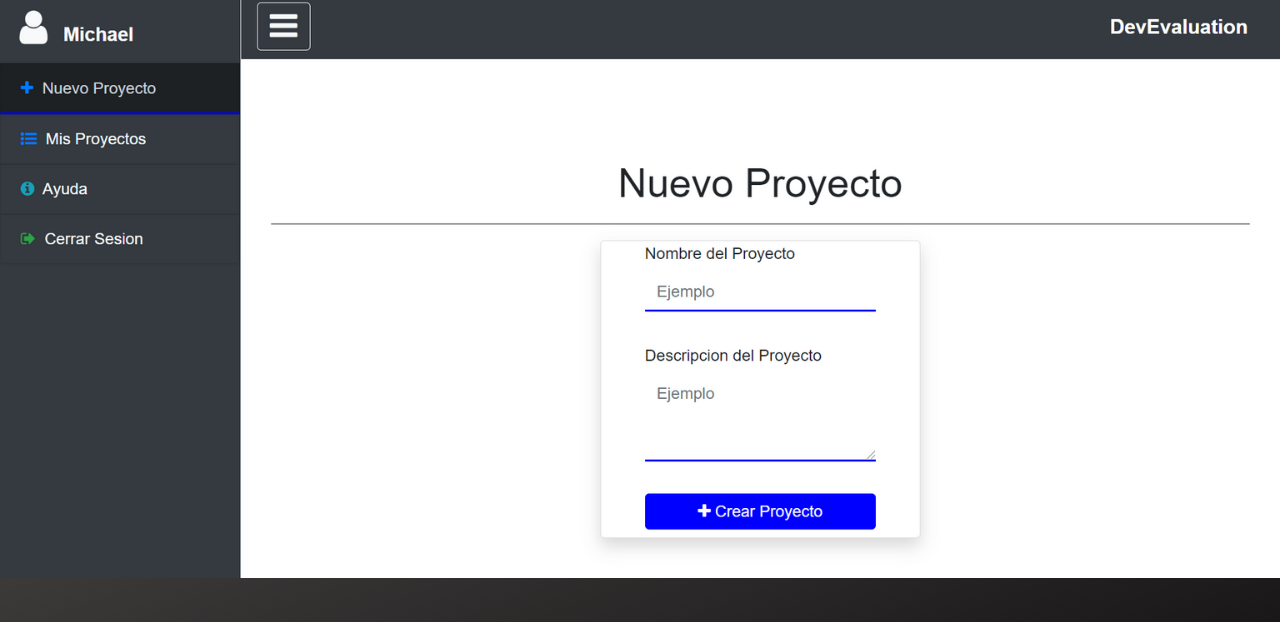 Michael
DevEvaluation
Nuevo Proyecto
Mis Proyectos
Ayuda
Cerrar Sesion
Nuevo Proyecto
Nombre del Proyecto
Ejemplo
Descripcion del Proyecto
Ejemplo
Crear Proyecto